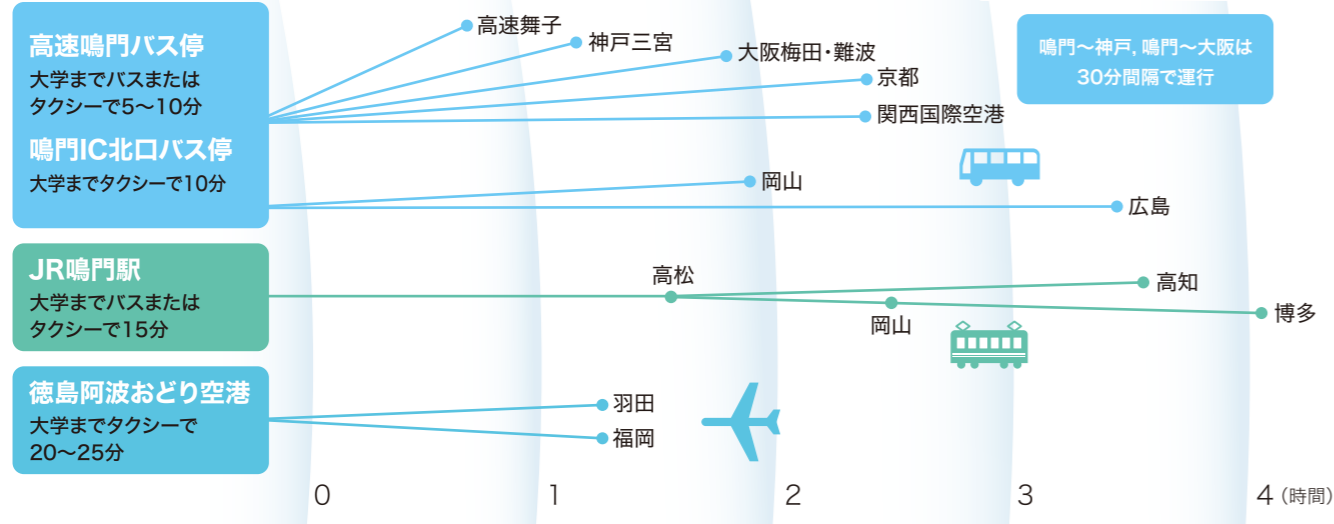 高速鳴門バス停
大学までバスまたは
タクシーで5〜10分
鳴門IC北口バス停
大学までタクシーで10分
高速舞子
神戸三宮
大阪梅田・難波
京都
関西国際空港
鳴門〜神戸, 鳴門〜大阪は
30分間隔で運行
岡山
広島
JR鳴門駅
大学までバスまたは
タクシーで15分
高松
高知
岡山
博多
徳島阿波おどり空港
大学までタクシーで
20〜25分
羽田
福岡
0 1 2 3 4（時間）